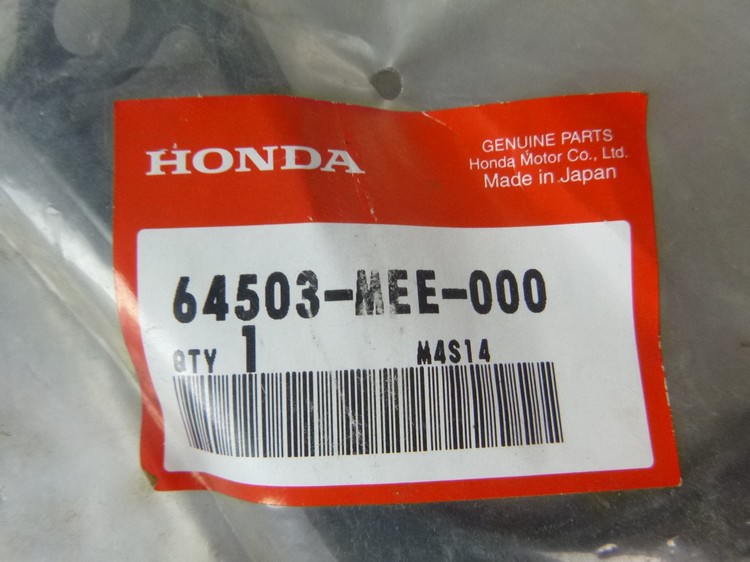 HONDA
GENUINE PARTS
Honda Motor Co., Ltd.
Made in Japan
64503-MEE-000
QTY 1 M4S14